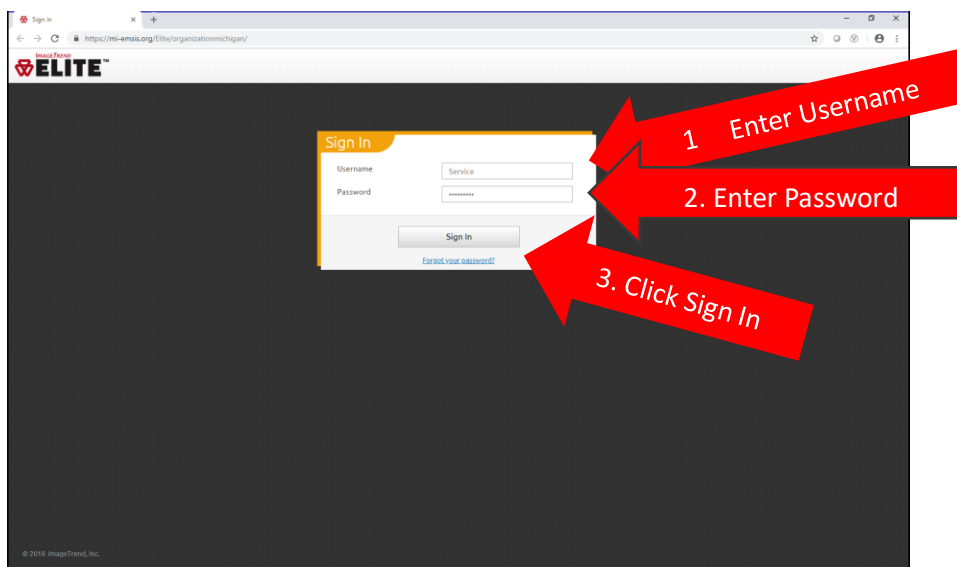 Sign in
https://mi-emsis.org/Elite/organizationmichigan/
IMAGETREND
ELITE™
1 Enter Username
Sign In
Username Service
Password •••••••••
2. Enter Password
Sign In
Forgot your password?
3. Click Sign In
© 2018 ImageTrend, Inc.